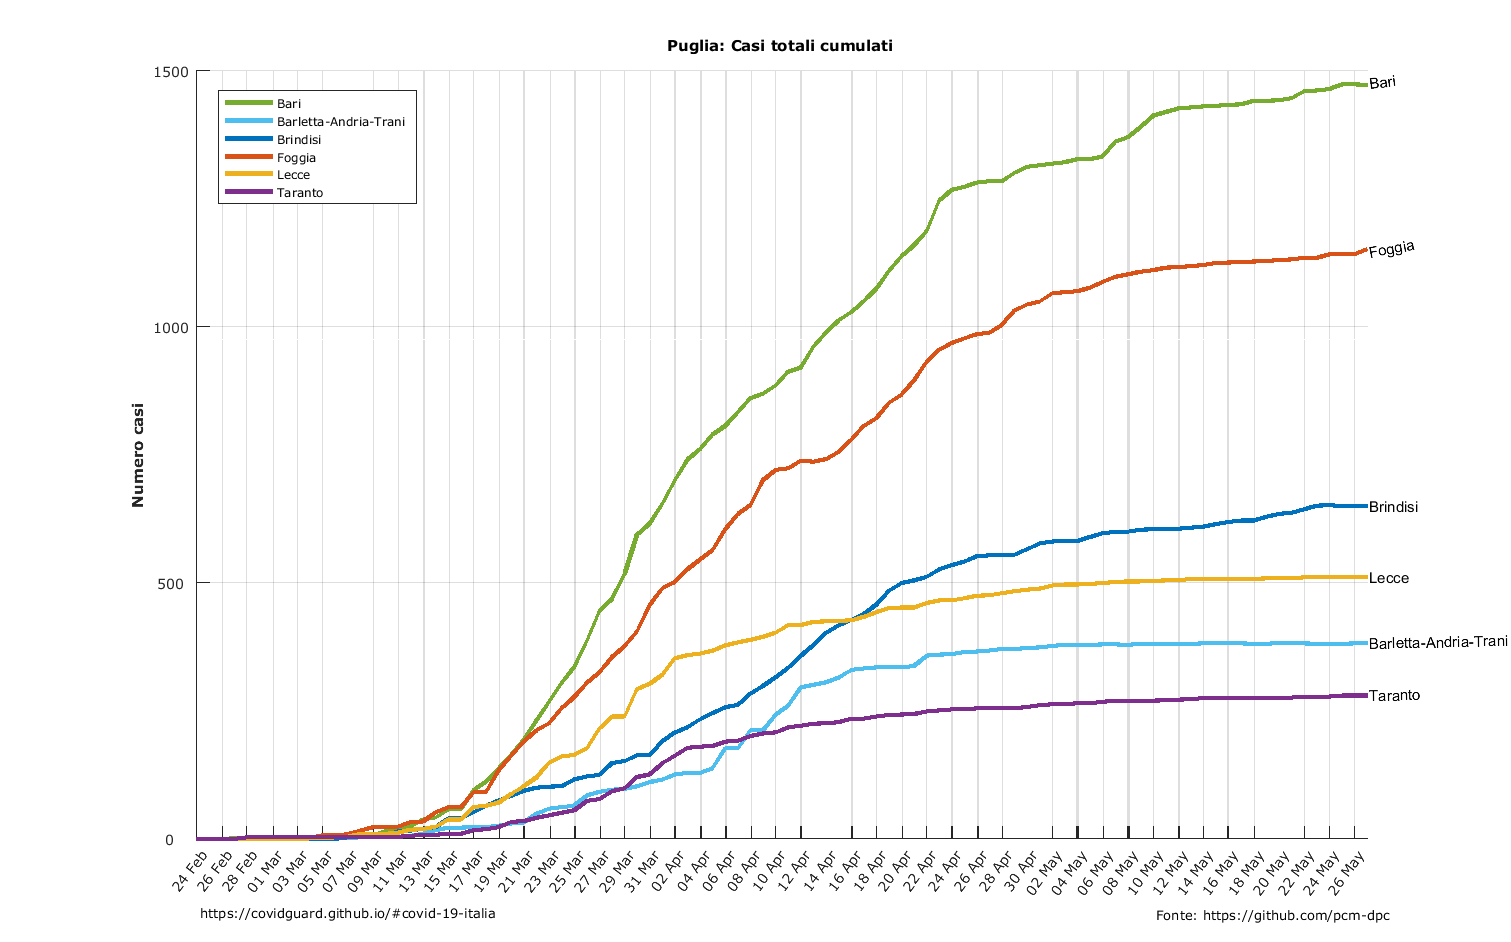 Puglia: Casi totali cumulati
1500
1000
500
0
Numero casi
Bari
Barletta-Andria-Trani
Brindisi
Foggia
Lecce
Taranto
Bari
Foggia
Brindisi
Lecce
Barletta-Andria-Trani
Taranto
24 Feb
26 Feb
28 Feb
01 Mar
03 Mar
05 Mar
07 Mar
09 Mar
11 Mar
13 Mar
15 Mar
17 Mar
19 Mar
21 Mar
23 Mar
25 Mar
27 Mar
29 Mar
31 Mar
02 Apr
04 Apr
06 Apr
08 Apr
10 Apr
12 Apr
14 Apr
16 Apr
18 Apr
20 Apr
22 Apr
24 Apr
26 Apr
28 Apr
30 Apr
02 May
04 May
06 May
08 May
10 May
12 May
14 May
16 May
18 May
20 May
22 May
24 May
26 May
https://covidguard.github.io/#covid-19-italia
Fonte: https://github.com/pcm-dpc